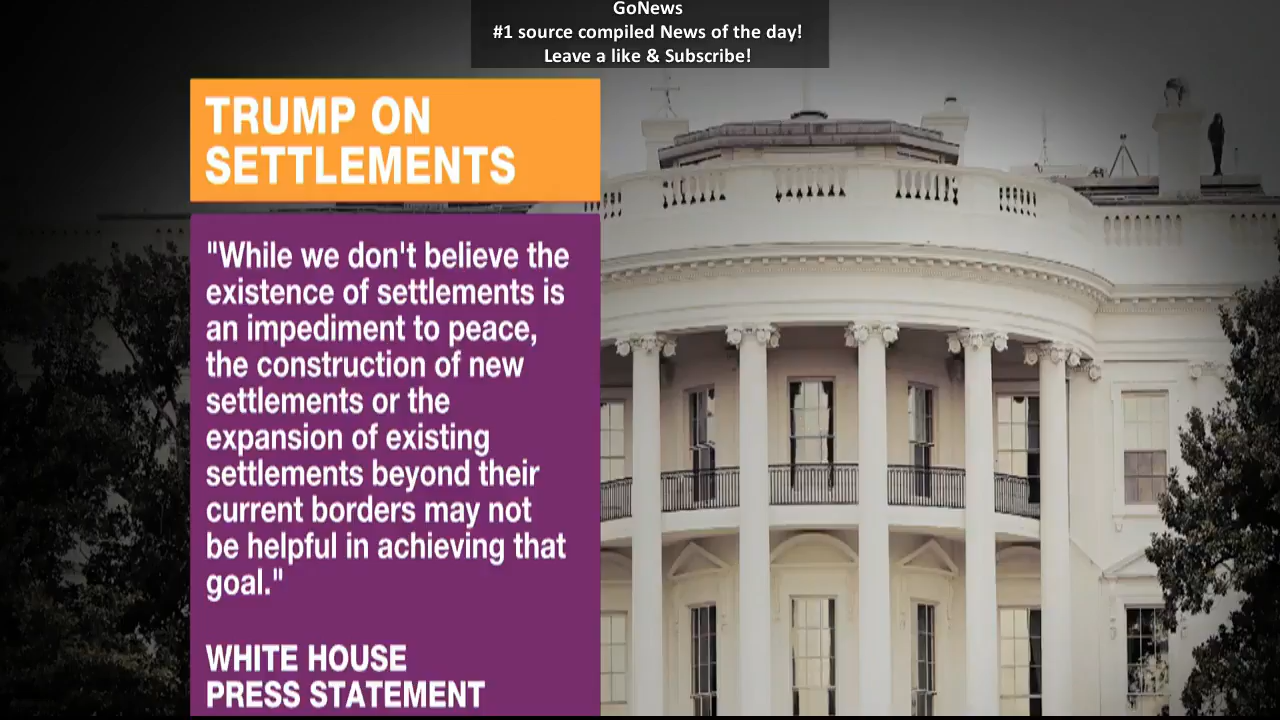 GoNews
#1 source compiled News of the day!
Leave a like & Subscribe!
TRUMP ON
SETTLEMENTS
"While we don't believe the
existence of settlements is
an impediment to peace,
the construction of new
settlements or the
expansion of existing
settlements beyond their
current borders may not
be helpful in achieving that
goal."
WHITE HOUSE
PRESS STATEMENT